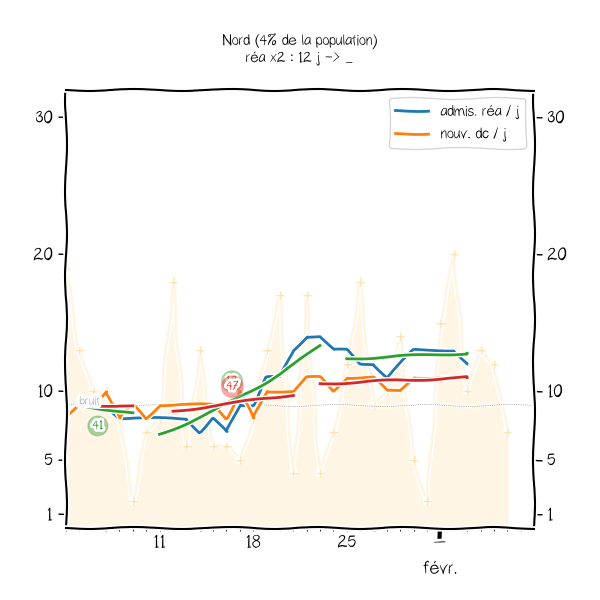 Nord (4% de la population)
réa x2 : 12 j -> _
admis. réa / j
nouv. dc / j
30
30
20
20
10
10
5
5
1
1
bruit
47
41
11
18
25
1
févr.